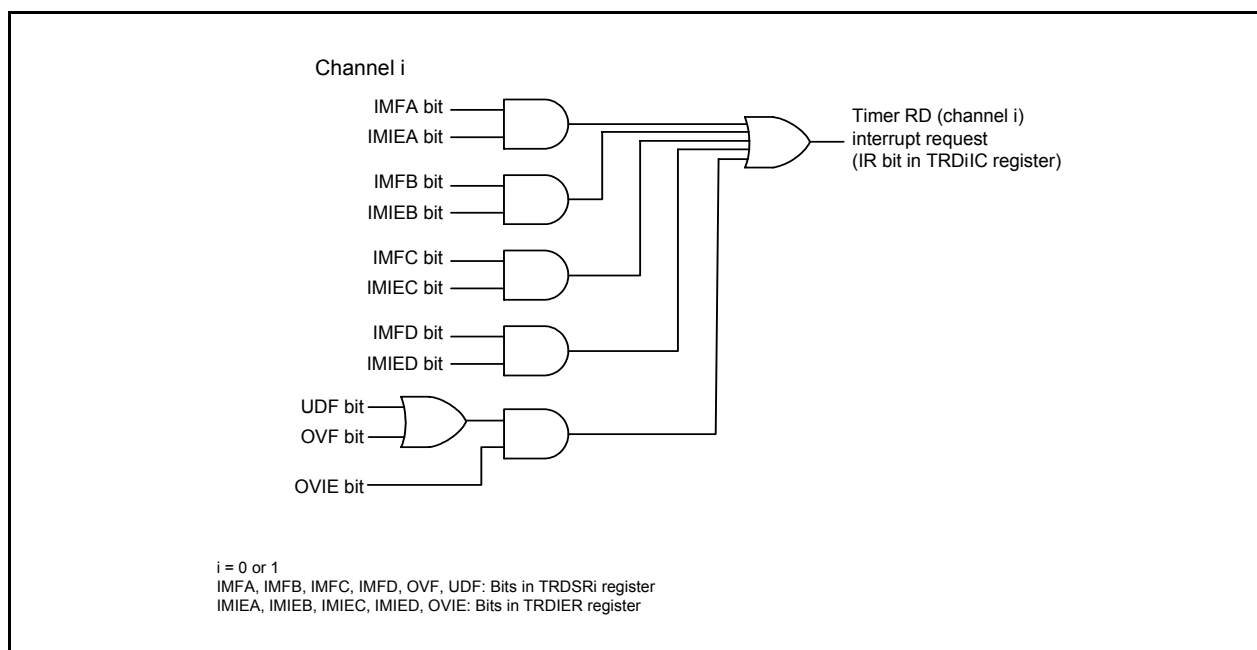 Channel i
IMFA bit
IMIEA bit
Timer RD (channel i)
interrupt request
(IR bit in TRDiIC register)
IMFB bit
IMIEB bit
IMFC bit
IMIEC bit
IMFD bit
IMIED bit
UDF bit
OVF bit
OVIE bit
i = 0 or 1
IMFA, IMFB, IMFC, IMFD, OVF, UDF: Bits in TRDSRi register
IMIEA, IMIEB, IMIEC, IMIED, OVIE: Bits in TRDIER register